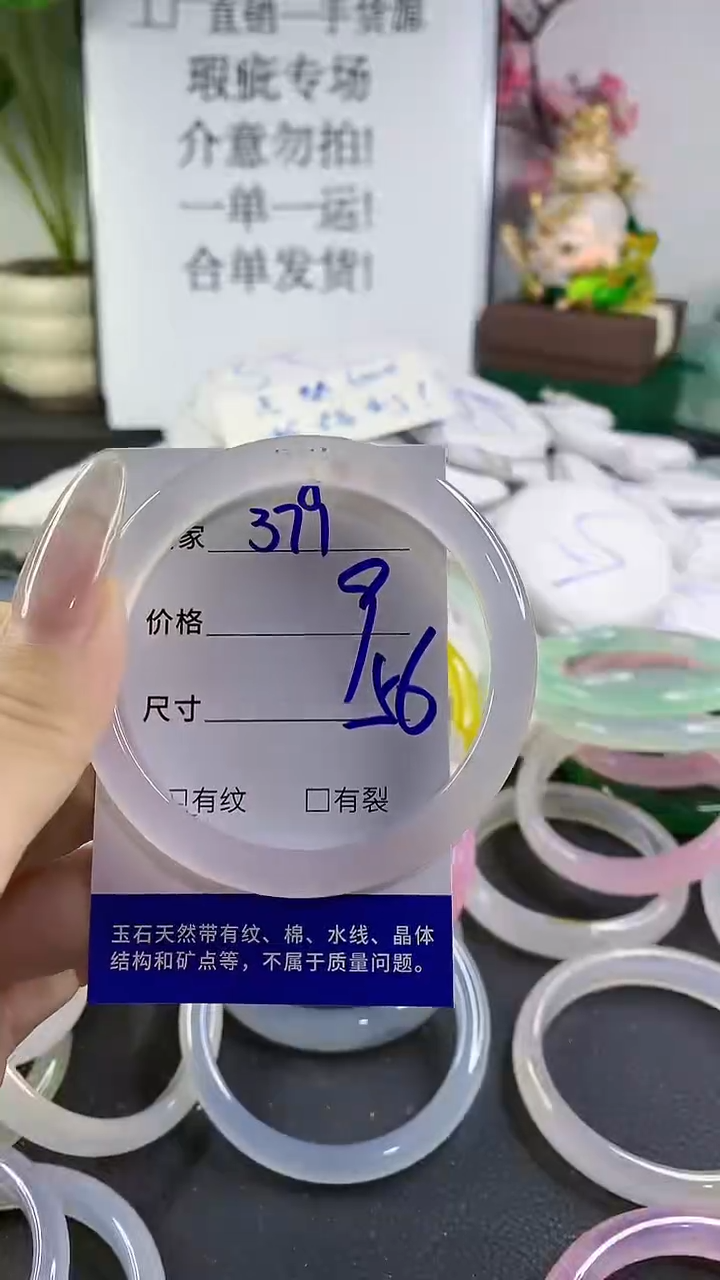 工厂直销一手货源
瑕疵专场
介意勿拍!
一单一运!
合单发货!
家 379
价格 9
尺寸 56
□有纹 □有裂
玉石天然带有纹、棉、水线、晶体
结构和矿点等，不属于质量问题。